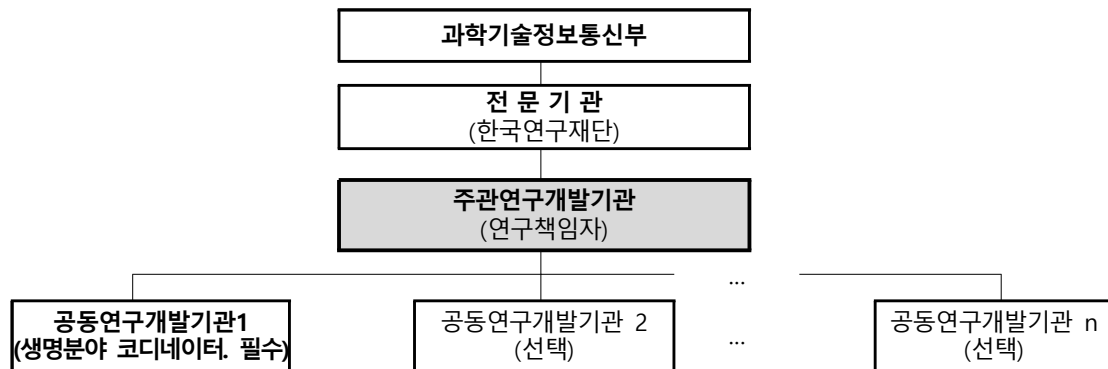 과학기술정보통신부
전 문 기 관
(한국연구재단)
주관연구개발기관
(연구책임자)
...
공동연구개발기관1
(생명분야 코디네이터. 필수)
공동연구개발기관 2
(선택)
...
공동연구개발기관 n
(선택)